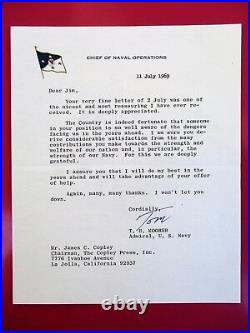 CHIEF OF NAVAL OPERATIONS
11 July 1969
Dear Jim,
Your very fine letter of 2 July was one of the nicest and most reassuring I have ever received. It is deeply appreciated.
The Country is indeed fortunate that someone in your position is so well aware of the dangers facing us in the years ahead. I am sure that you derive considerable satisfaction from the many contributions you make towards the strength and welfare of our nation and, in particular, the strength of our Navy. For this we are deeply grateful.
I assure you that I will do my best in the years ahead and will take advantage of your offer of help.
Again, many, many thanks. I won't let you down.
Cordially,
Tom
T. H. MOORER
Admiral, U. S. Navy
Mr. James C. Copley
Chairman, The Copley Press, Inc.
7776 Ivanhoe Avenue
La Jolla, California 92037